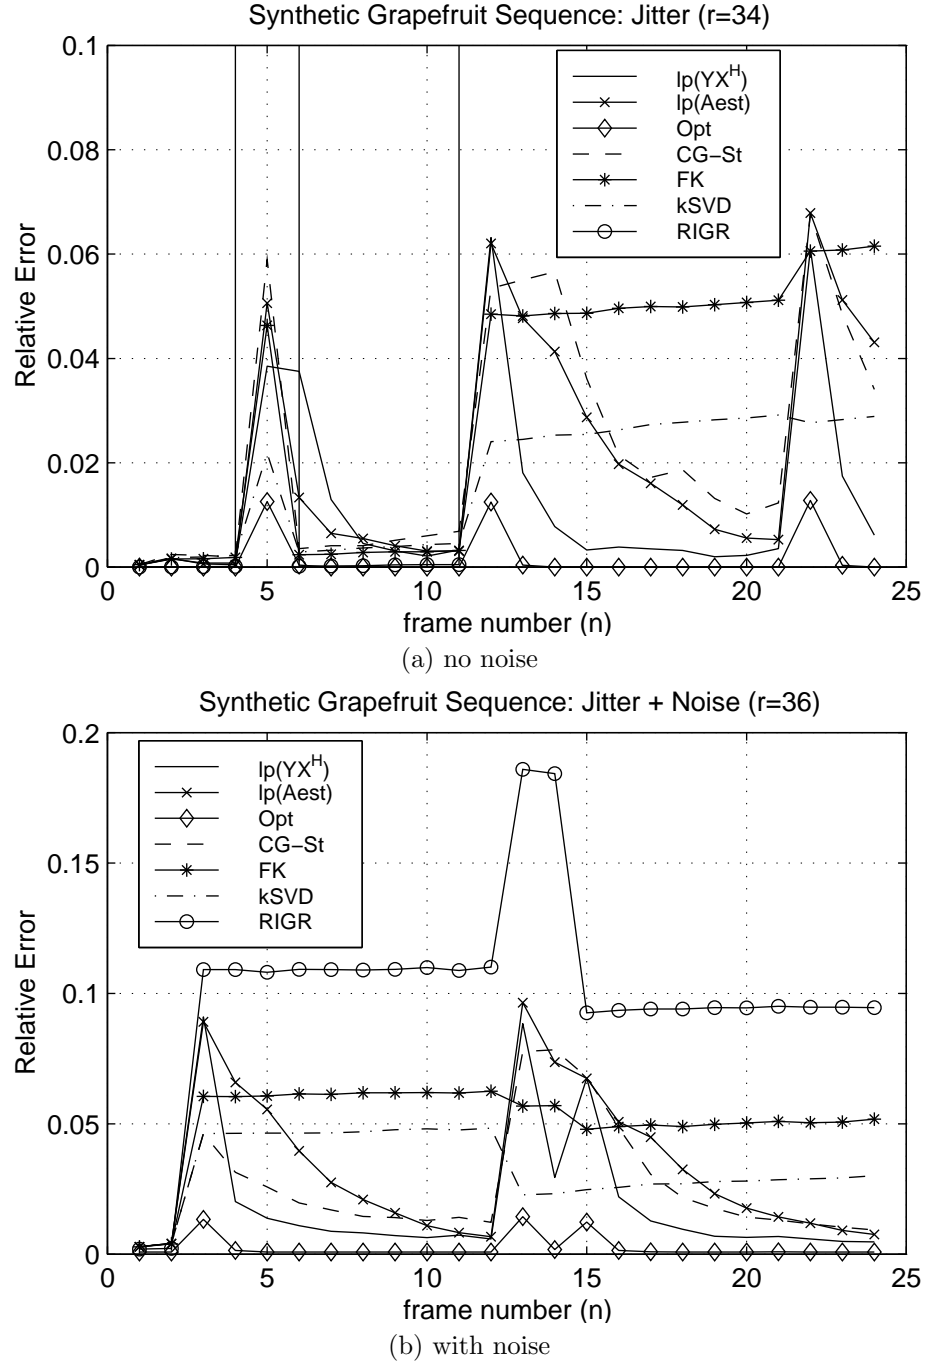 Synthetic Grapefruit Sequence: Jitter (r=34)
0.1
0.08
0.06
0.04
0.02
0
Relative Error
lp(YX^H)
lp(Aest)
Opt
CG−St
FK
kSVD
RIGR
0 5 10 15 20 25
frame number (n)
(a) no noise
Synthetic Grapefruit Sequence: Jitter + Noise (r=36)
0.2
0.15
0.1
0.05
0
Relative Error
lp(YX^H)
lp(Aest)
Opt
CG−St
FK
kSVD
RIGR
0 5 10 15 20 25
frame number (n)
(b) with noise